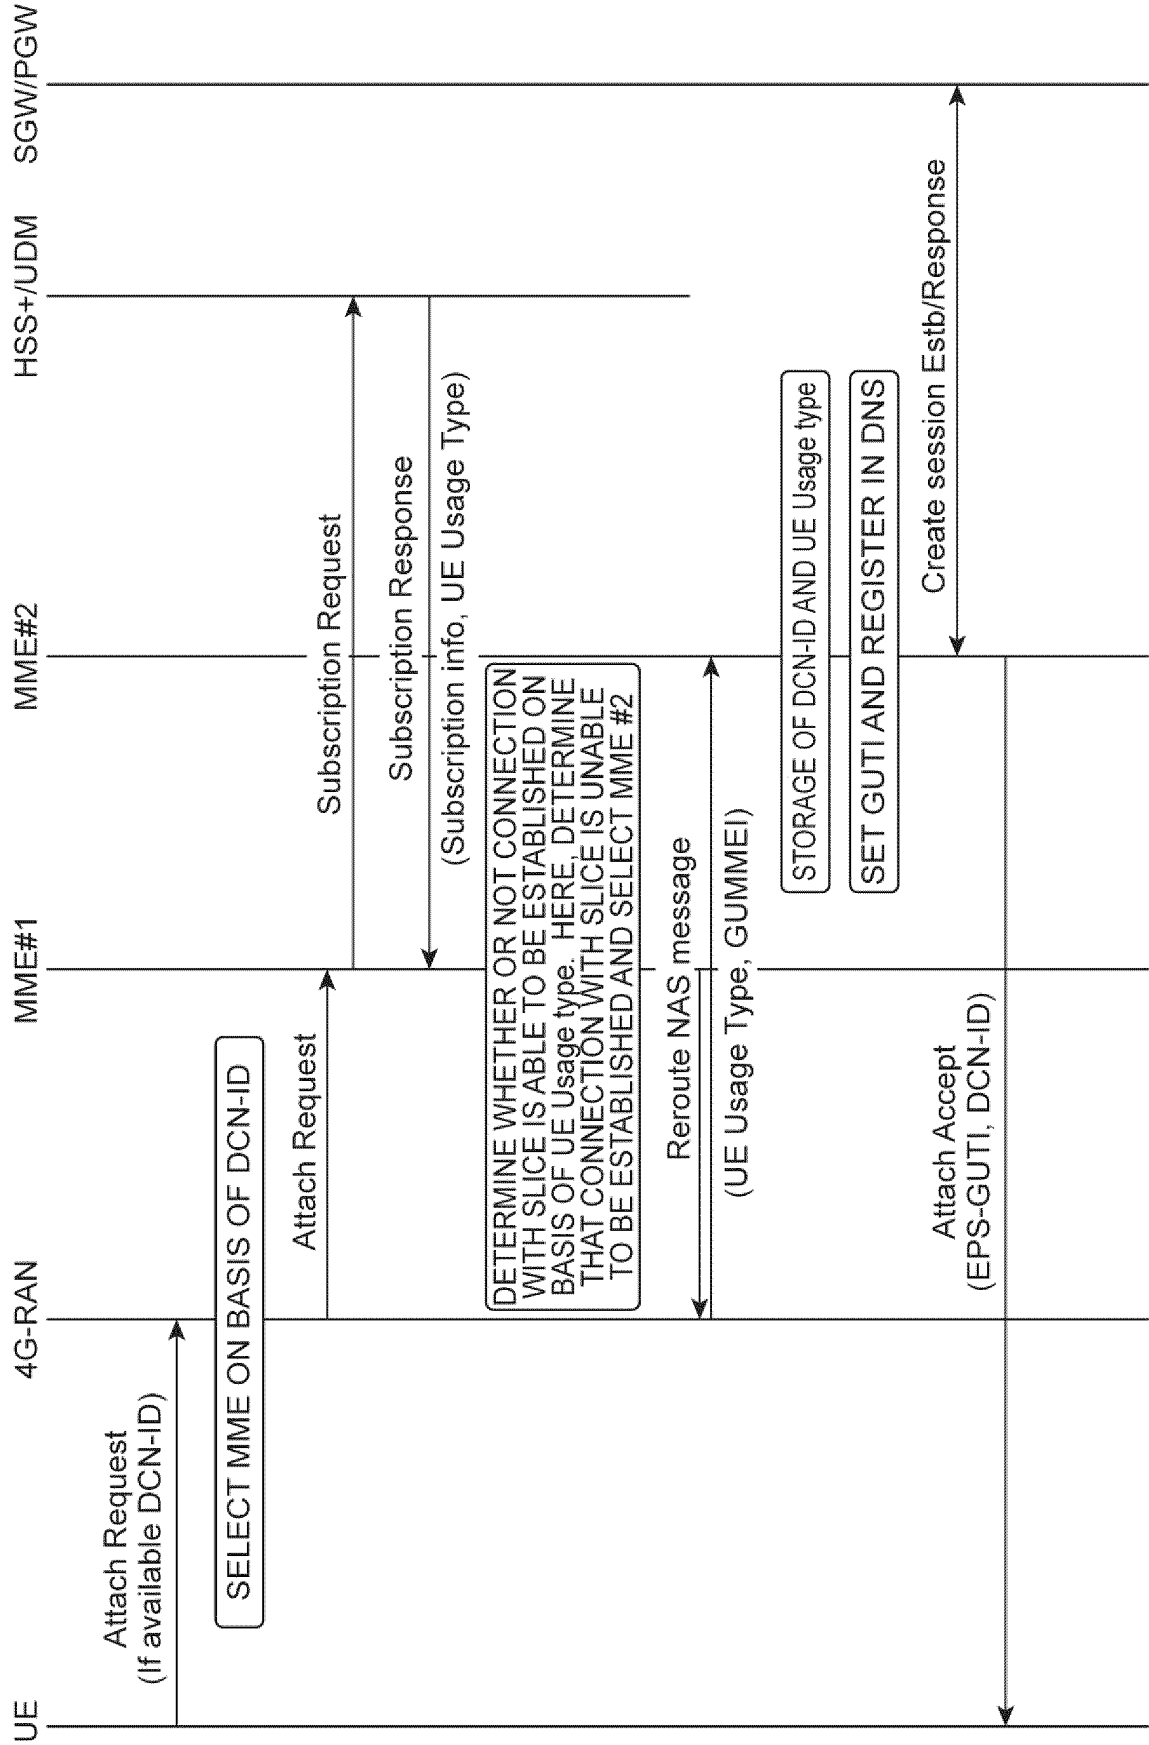 UE
4G-RAN
MME#1
MME#2
HSS+/UDM
SGW/PGW
Attach Request
(If available DCN-ID)
SELECT MME ON BASIS OF DCN-ID
Attach Request
Subscription Request
Subscription Response
(Subscription info, UE Usage Type)
DETERMINE WHETHER OR NOT CONNECTION
WITH SLICE IS ABLE TO BE ESTABLISHED ON
BASIS OF UE Usage type. HERE, DETERMINE
THAT CONNECTION WITH SLICE IS UNABLE
TO BE ESTABLISHED AND SELECT MME #2
Reroute NAS message
(UE Usage Type, GUMMEI)
STORAGE OF DCN-ID AND UE Usage type
SET GUTI AND REGISTER IN DNS
Create session Estb/Response
Attach Accept
(EPS-GUTI, DCN-ID)